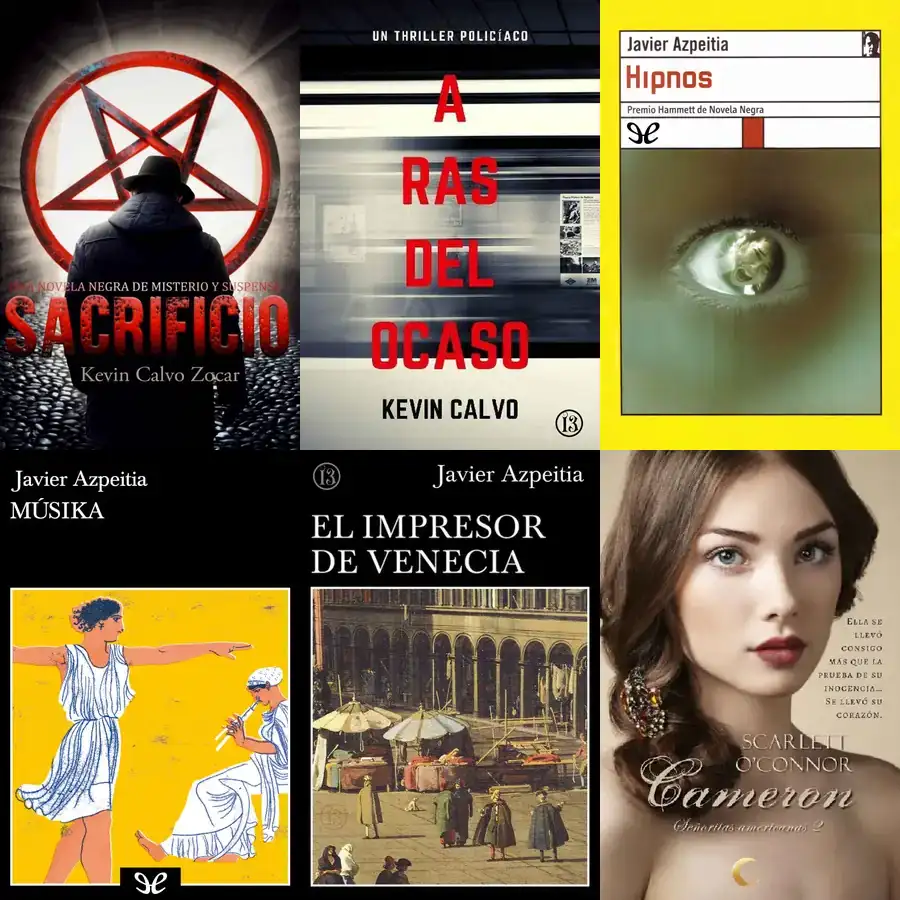 UNA NOVELA NEGRA DE MISTERIO Y SUSPENSE
SACRIFICIO
Kevin Calvo Zocar
UN THRILLER POLICÍACO
A
RAS
DEL
OCASO
KEVIN CALVO
13
Javier Azpeitia
Hipnos
Premio Hammett de Novela Negra
Javier Azpeitia
MÚSIKA
13
Javier Azpeitia
EL IMPRESOR
DE VENECIA
ELLA SE
LLEVÓ
CONSIGO
MÁS QUE LA
PRUEBA DE SU
INOCENCIA...
SE LLEVÓ SU
CORAZÓN.
SCARLETT
O'CONNOR
Cameron
Señoritas americanas 2